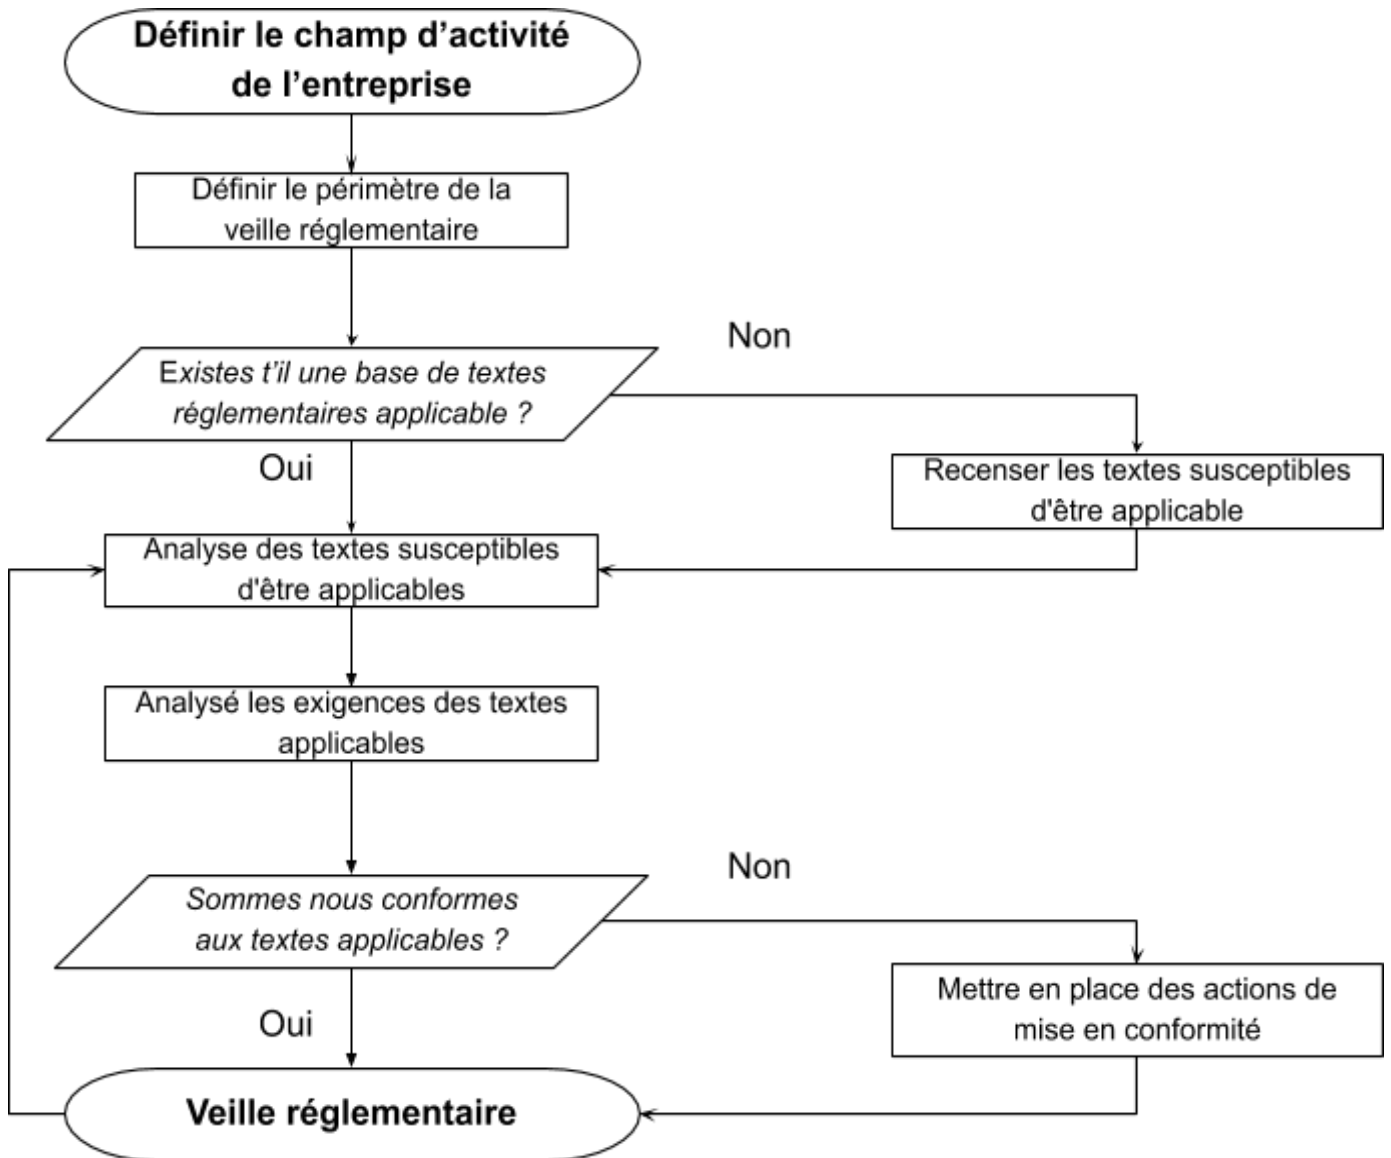 Définir le champ d’activité
de l’entreprise
Définir le périmètre de la
veille réglementaire
Non
Existes t’il une base de textes
réglementaires applicable ?
Oui
Recenser les textes susceptibles
d'être applicable
Analyse des textes susceptibles
d'être applicables
Analysé les exigences des textes
applicables
Non
Sommes nous conformes
aux textes applicables ?
Mettre en place des actions de
mise en conformité
Oui
Veille réglementaire